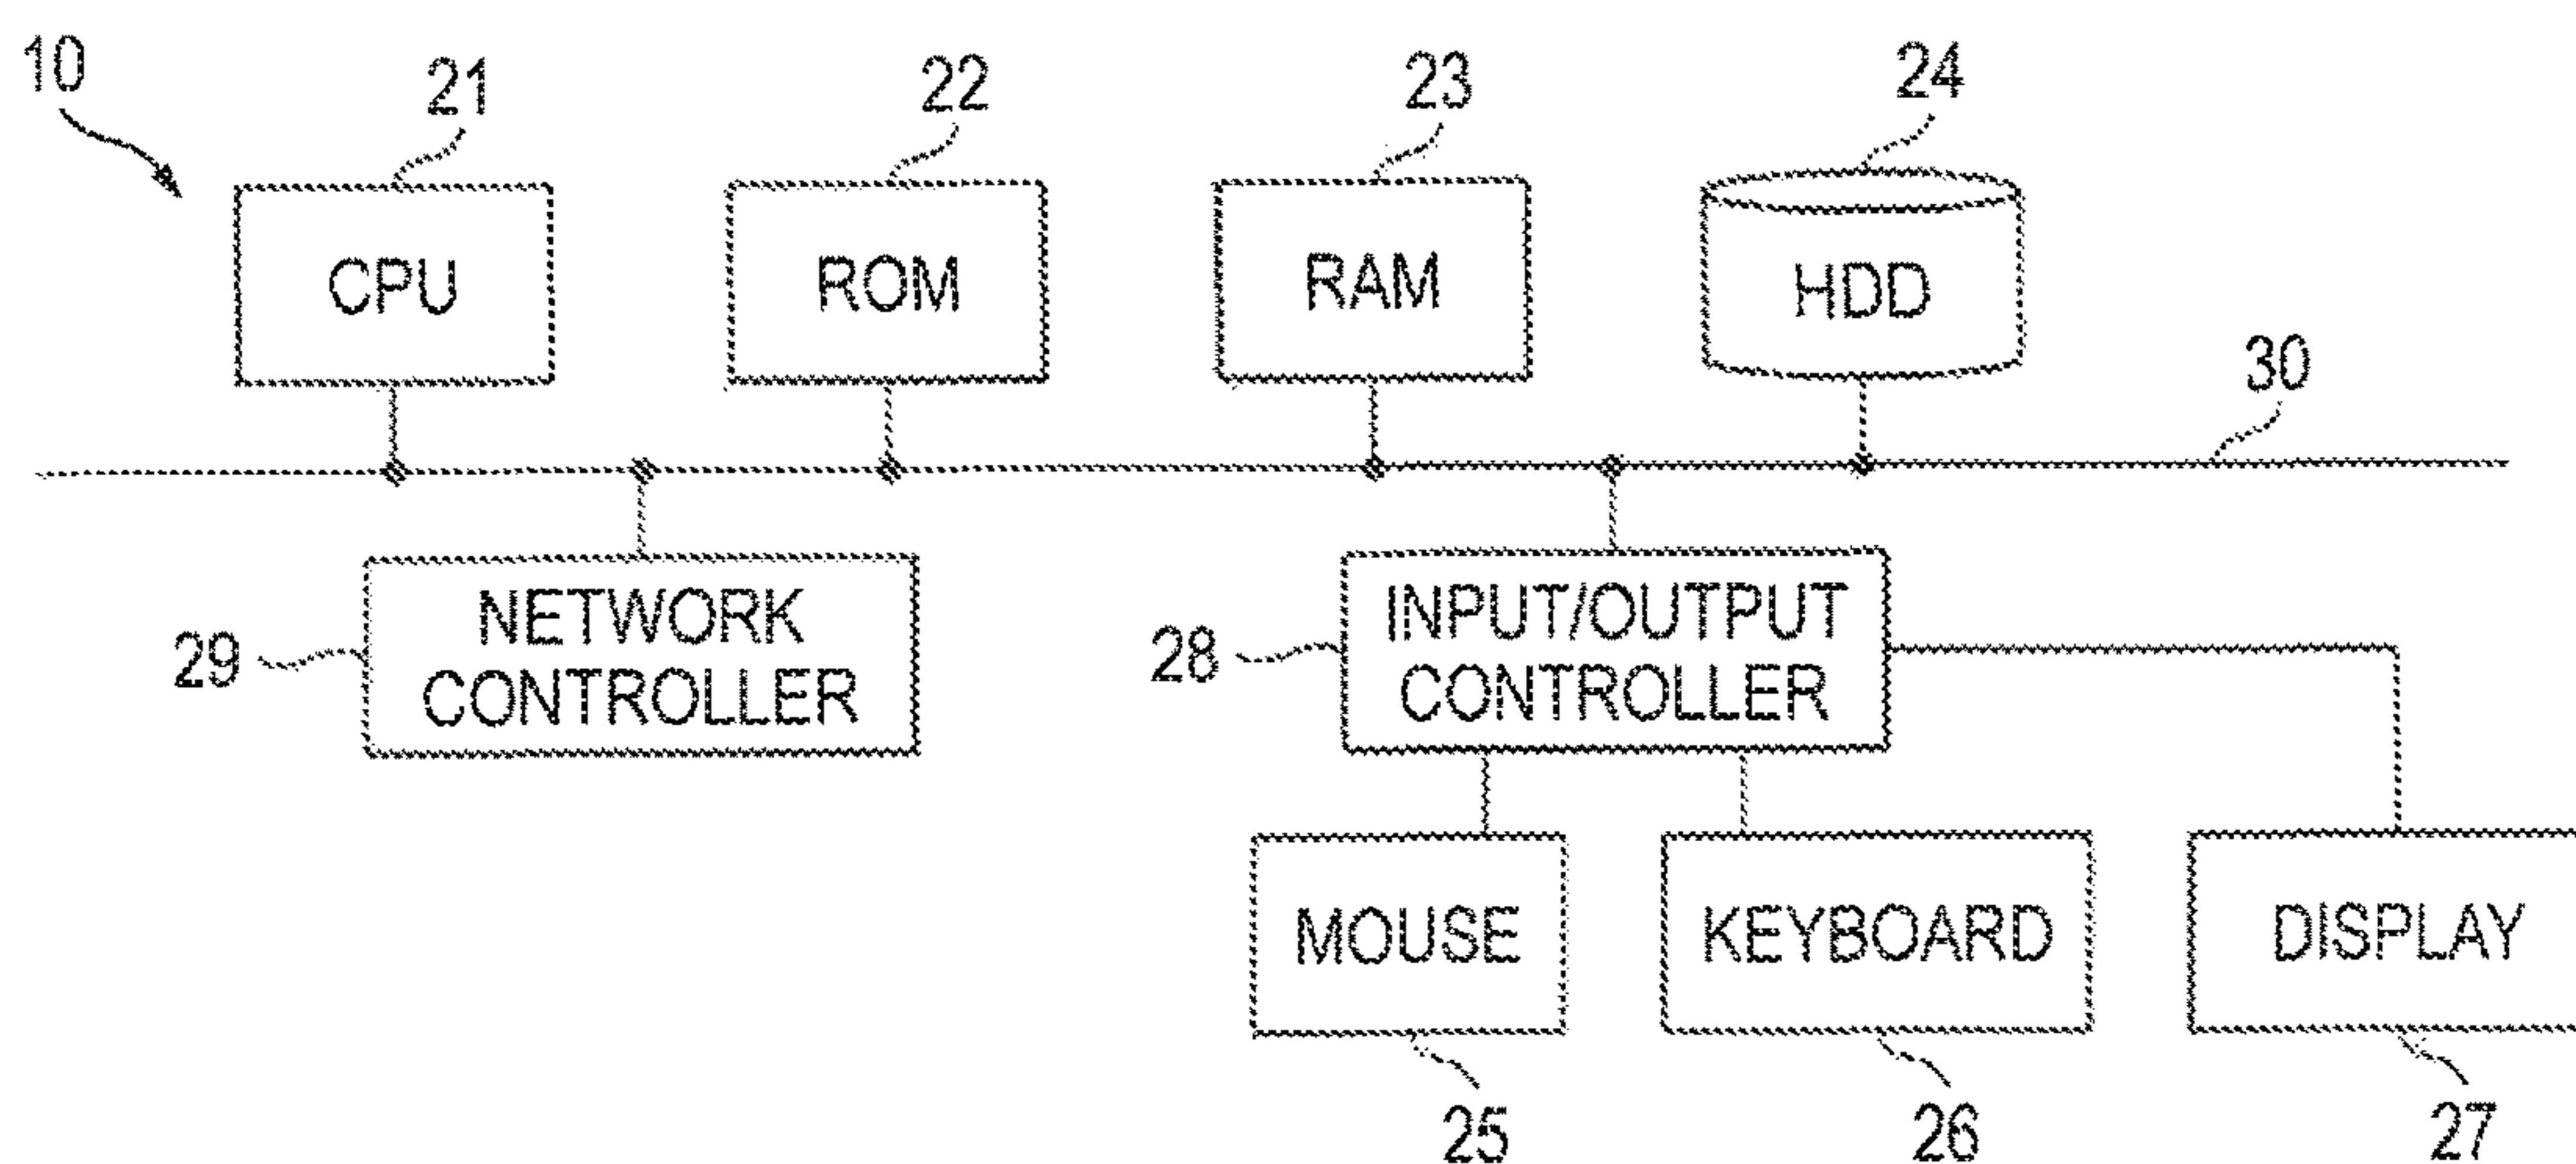 10
21
22
23
24
CPU
ROM
RAM
HDD
30
29
NETWORK
CONTROLLER
28
INPUT/OUTPUT
CONTROLLER
MOUSE
KEYBOARD
DISPLAY
25
26
27